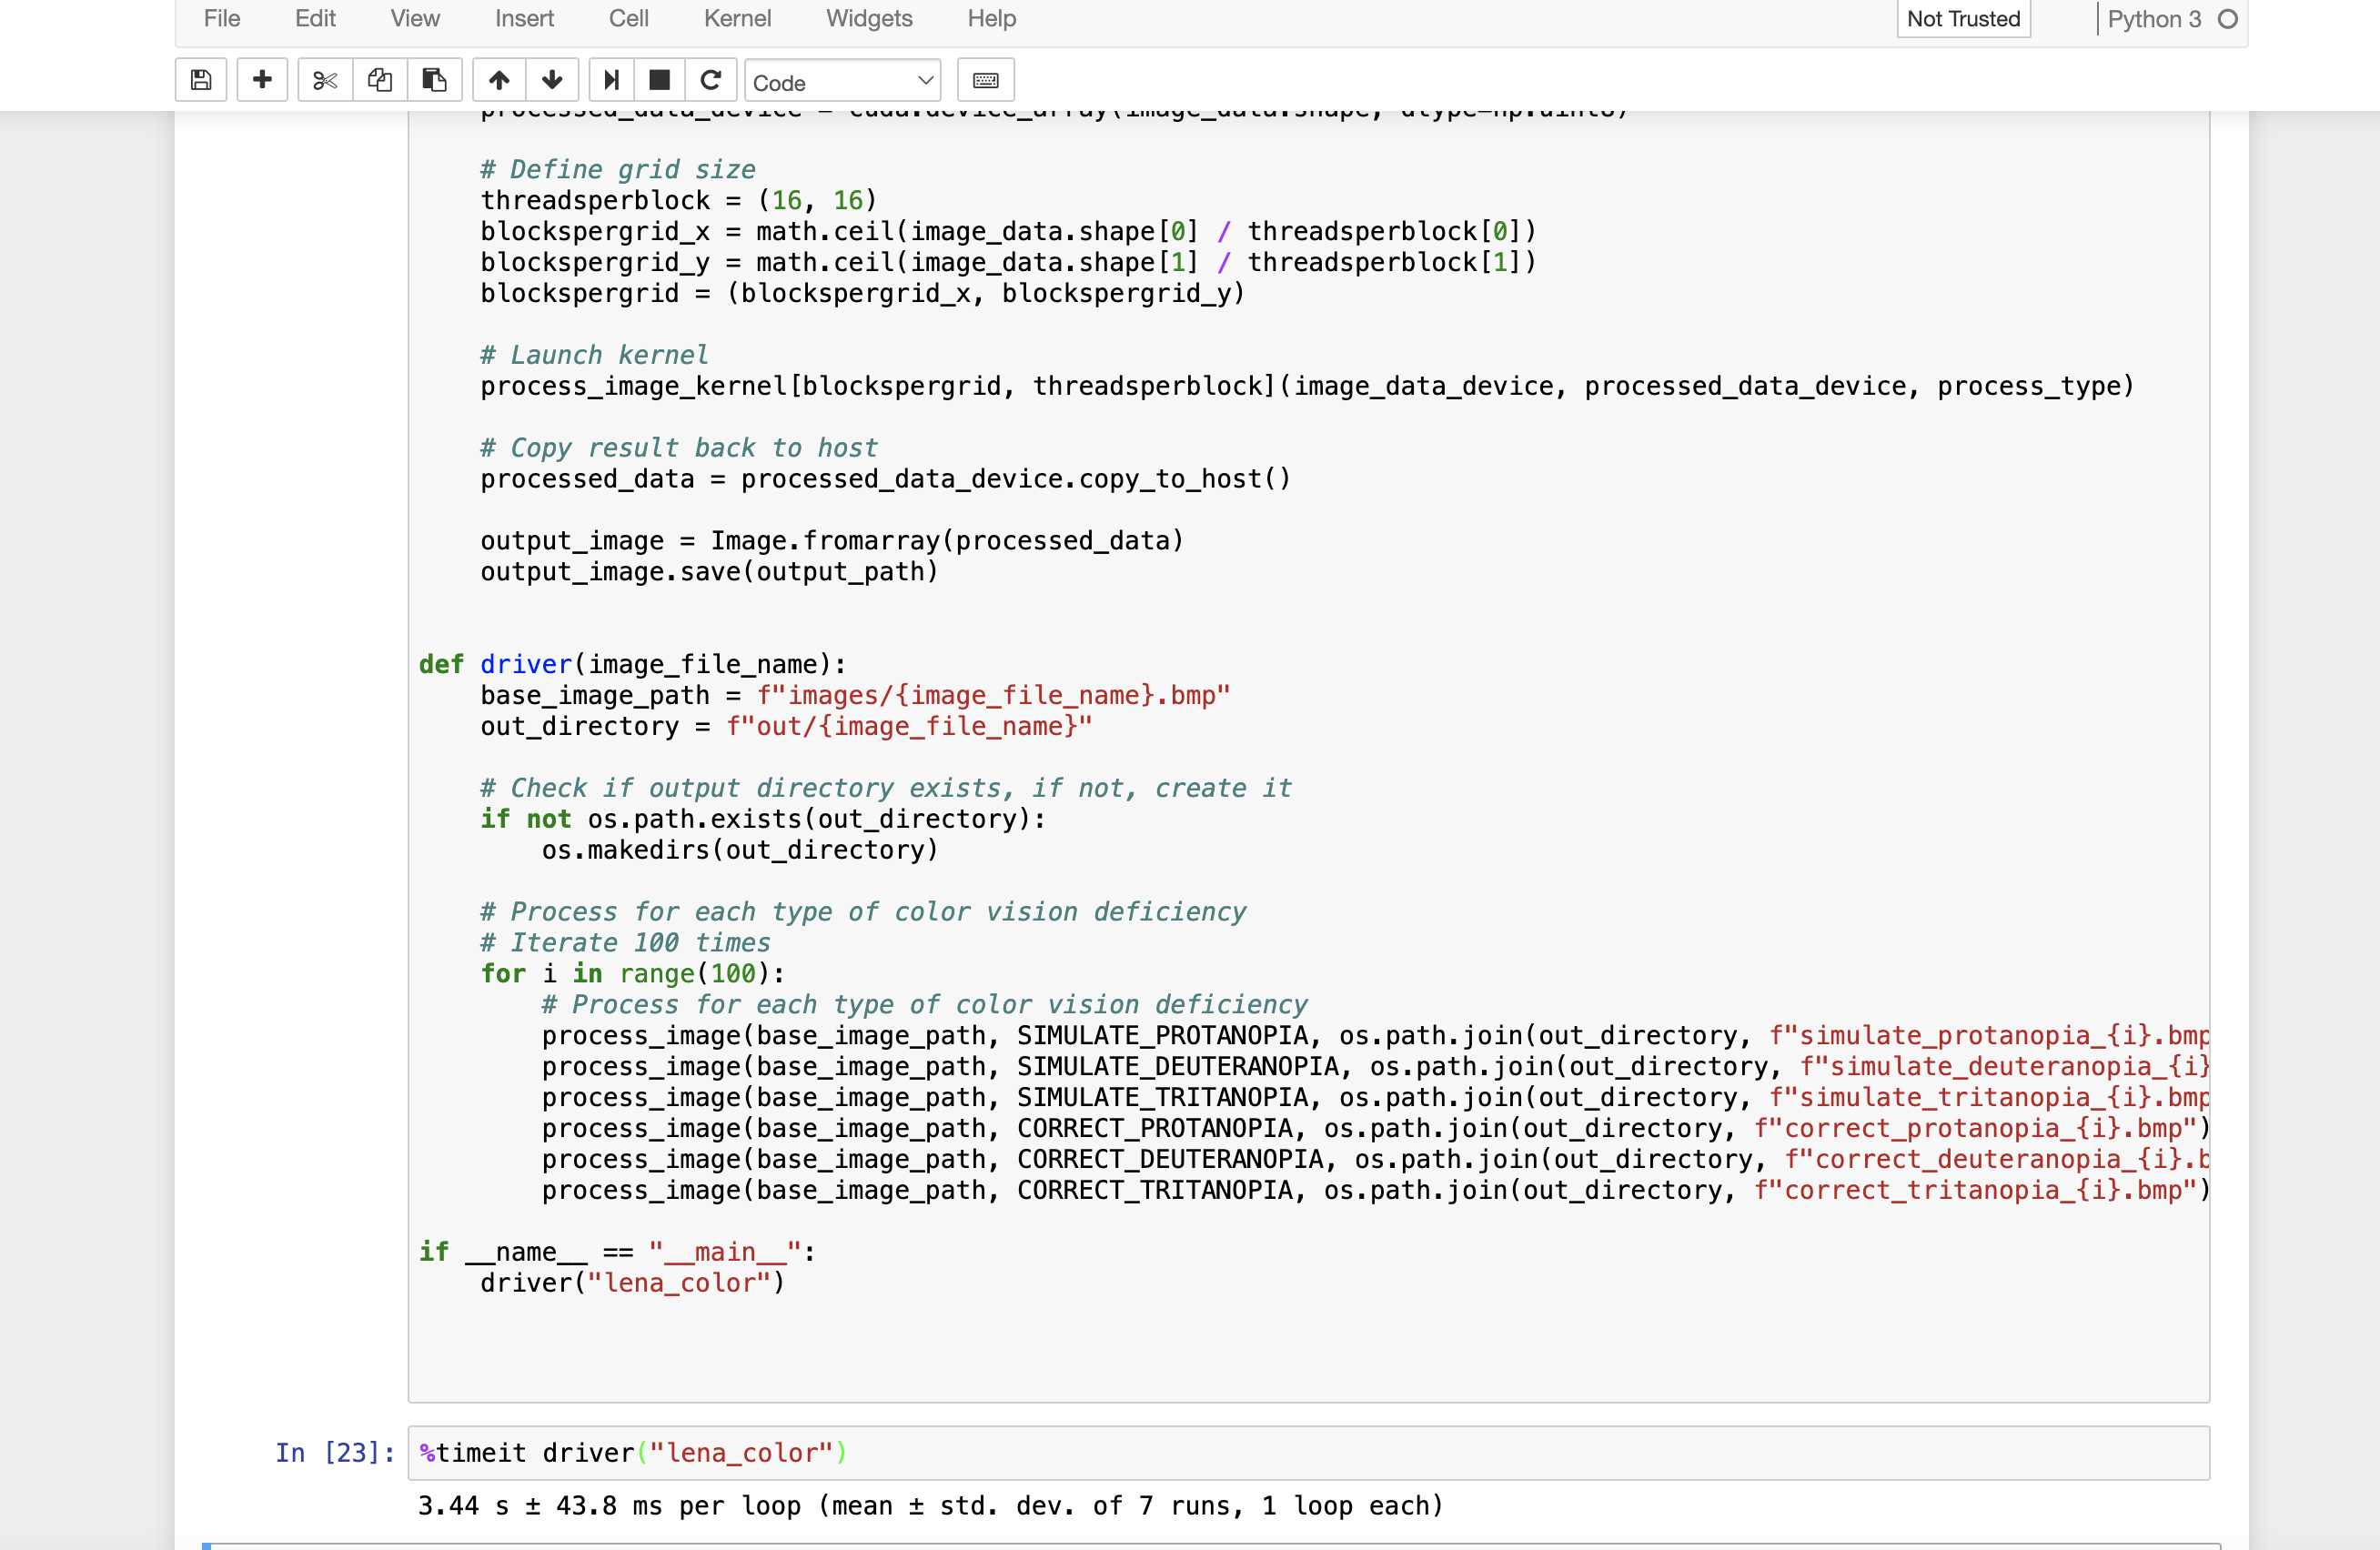 File Edit View Insert Cell Kernel Widgets Help Not Trusted Python 3
Code
processed_data_device = cuda.device_array(image_data.shape, dtype=np.uint8)
# Define grid size
threadsperblock = (16, 16)
blockspergrid_x = math.ceil(image_data.shape[0] / threadsperblock[0])
blockspergrid_y = math.ceil(image_data.shape[1] / threadsperblock[1])
blockspergrid = (blockspergrid_x, blockspergrid_y)
# Launch kernel
process_image_kernel[blockspergrid, threadsperblock](image_data_device, processed_data_device, process_type)
# Copy result back to host
processed_data = processed_data_device.copy_to_host()
output_image = Image.fromarray(processed_data)
output_image.save(output_path)
def driver(image_file_name):
base_image_path = f"images/{image_file_name}.bmp"
out_directory = f"out/{image_file_name}"
# Check if output directory exists, if not, create it
if not os.path.exists(out_directory):
os.makedirs(out_directory)
# Process for each type of color vision deficiency
# Iterate 100 times
for i in range(100):
# Process for each type of color vision deficiency
process_image(base_image_path, SIMULATE_PROTANOPIA, os.path.join(out_directory, f"simulate_protanopia_{i}.bmp
process_image(base_image_path, SIMULATE_DEUTERANOPIA, os.path.join(out_directory, f"simulate_deuteranopia_{i}
process_image(base_image_path, SIMULATE_TRITANOPIA, os.path.join(out_directory, f"simulate_tritanopia_{i}.bmp
process_image(base_image_path, CORRECT_PROTANOPIA, os.path.join(out_directory, f"correct_protanopia_{i}.bmp")
process_image(base_image_path, CORRECT_DEUTERANOPIA, os.path.join(out_directory, f"correct_deuteranopia_{i}.b
process_image(base_image_path, CORRECT_TRITANOPIA, os.path.join(out_directory, f"correct_tritanopia_{i}.bmp")
if __name__ == "__main__":
driver("lena_color")
In [23]: %timeit driver("lena_color")
3.44 s ± 43.8 ms per loop (mean ± std. dev. of 7 runs, 1 loop each)